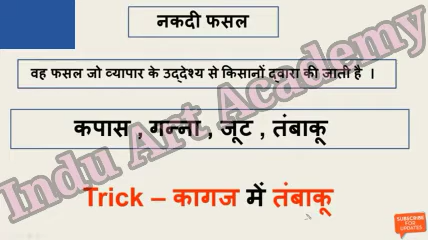 नकदी फसल
वह फसल जो व्यापार के उद्देश्य से किसानों द्वारा की जाती है ।
कपास , गन्ना , जूट , तंबाकू
Trick – कागज में तंबाकू
Indu Art Academy
SUBSCRIBE
FOR
UPDATES